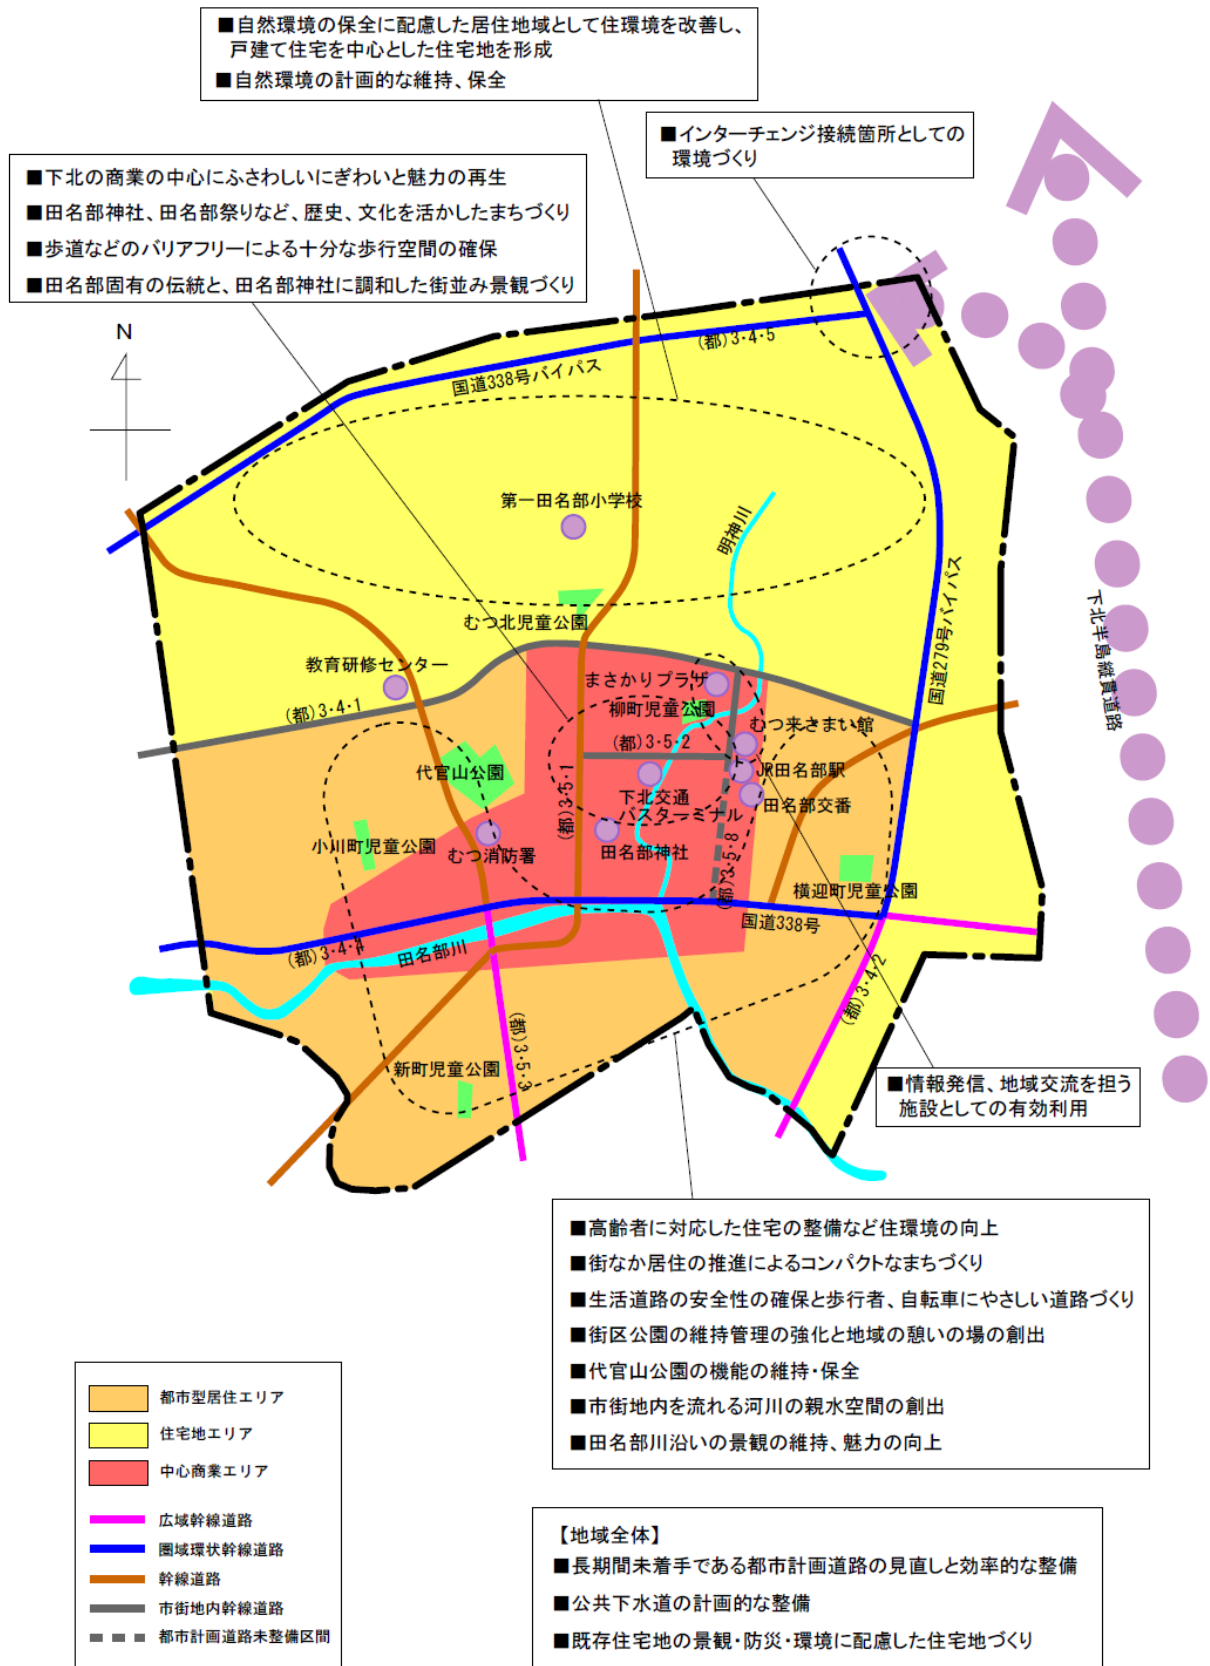 ■自然環境の保全に配慮した居住地域として住環境を改善し、
戸建て住宅を中心とした住宅地を形成
■自然環境の計画的な維持、保全
■インターチェンジ接続箇所としての
環境づくり
■下北の商業の中心にふさわしいにぎわいと魅力の再生
■田名部神社、田名部祭りなど、歴史、文化を活かしたまちづくり
■歩道などのバリアフリーによる十分な歩行空間の確保
■田名部固有の伝統と、田名部神社に調和した街並み景観づくり
N
(都)3・4・5
国道338号バイパス
第一田名部小学校
明神川
国道279号バイパス
下北半島縦貫道路
むつ北児童公園
教育研修センター
まさかりプラザ
(都)3・4・1
柳町児童公園
むつ来さまい館
(都)3・5・2
代官山公園
JR田名部駅
下北交通
バスターミナル
田名部交番
(都)3・5・1
小川町児童公園
むつ消防署
田名部神社
(都)3・5・8
横迎町児童公園
国道338号
(都)3・4・4
田名部川
(都)3・4・2
(都)3・5・3
新町児童公園
■情報発信、地域交流を担う
施設としての有効利用
■高齢者に対応した住宅の整備など住環境の向上
■街なか居住の推進によるコンパクトなまちづくり
■生活道路の安全性の確保と歩行者、自転車にやさしい道路づくり
■街区公園の維持管理の強化と地域の憩いの場の創出
■代官山公園の機能の維持・保全
■市街地内を流れる河川の親水空間の創出
■田名部川沿いの景観の維持、魅力の向上
都市型居住エリア
住宅地エリア
中心商業エリア
広域幹線道路
圏域環状幹線道路
幹線道路
市街地内幹線道路
都市計画道路未整備区間
【地域全体】
■長期間未着手である都市計画道路の見直しと効率的な整備
■公共下水道の計画的な整備
■既存住宅地の景観・防災・環境に配慮した住宅地づくり